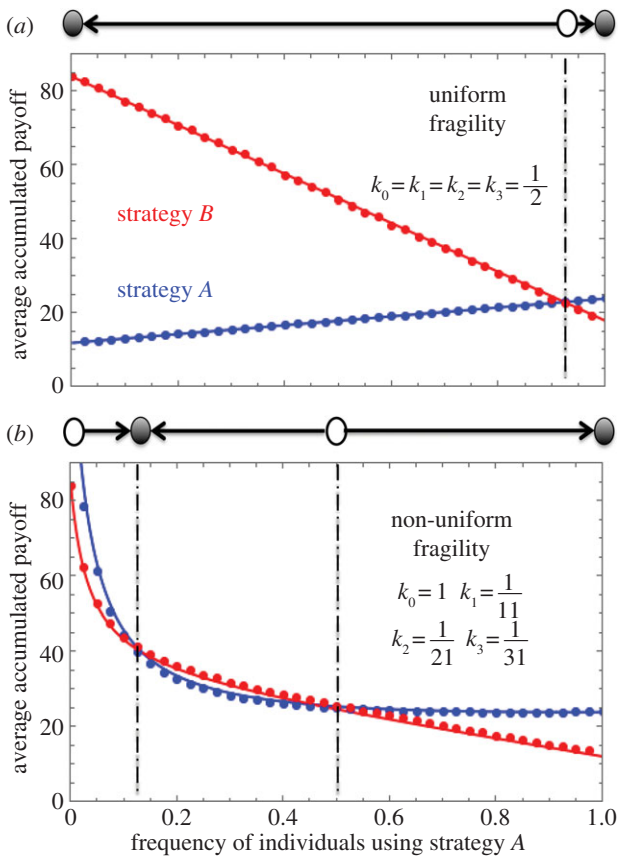 (a)
80
60
40
20
0
average accumulated payoff
uniform
fragility
k₀ = k₁ = k₂ = k₃ = 1/2
strategy B
strategy A
(b)
80
60
40
20
0
average accumulated payoff
non-uniform
fragility
k₀ = 1 k₁ = 1/11
k₂ = 1/21 k₃ = 1/31
0 0.2 0.4 0.6 0.8 1.0
frequency of individuals using strategy A